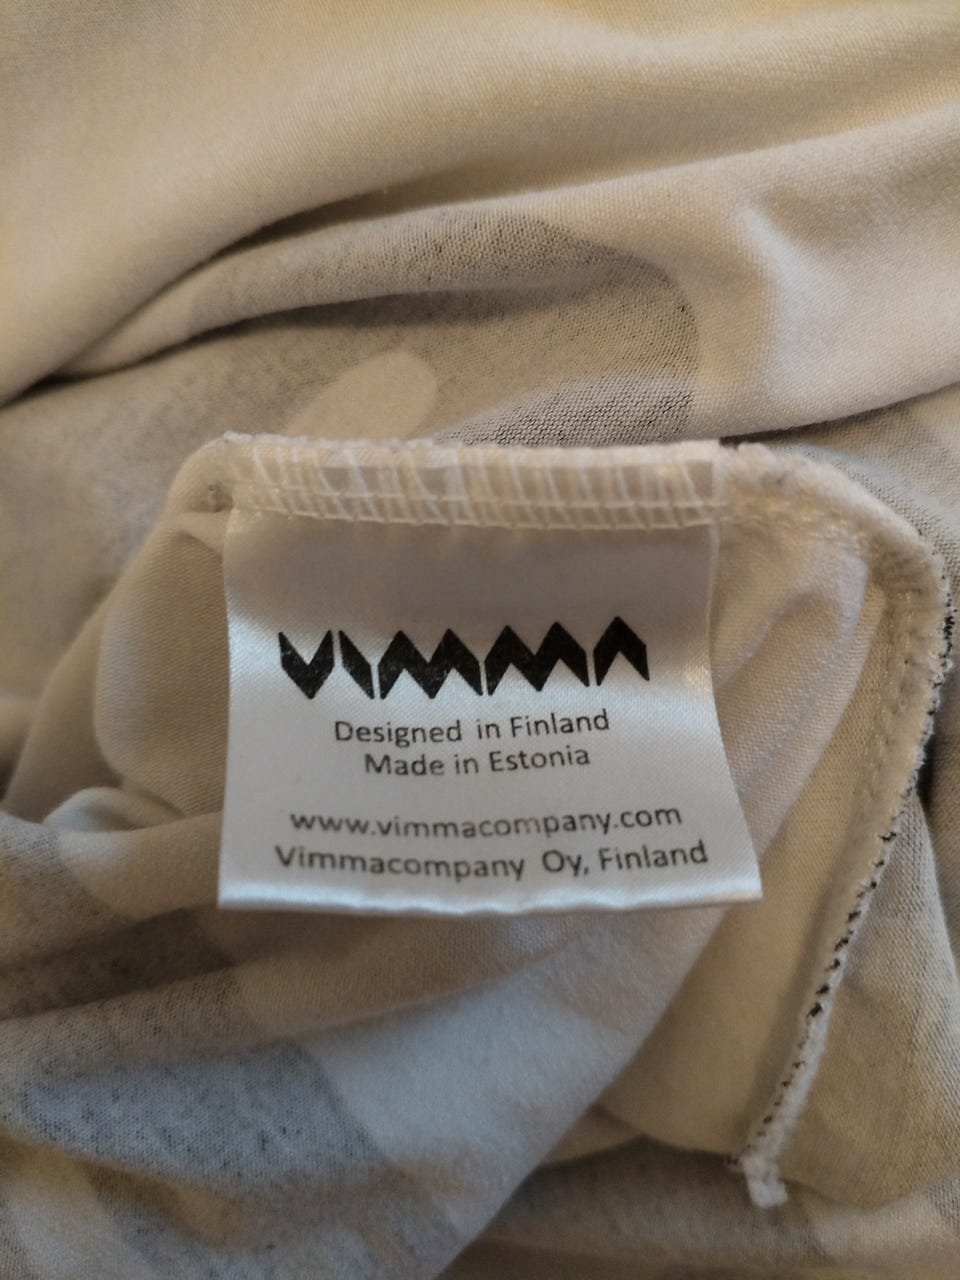 VIMMA
Designed in Finland
Made in Estonia
www.vimmacompany.com
Vimmacompany Oy, Finland